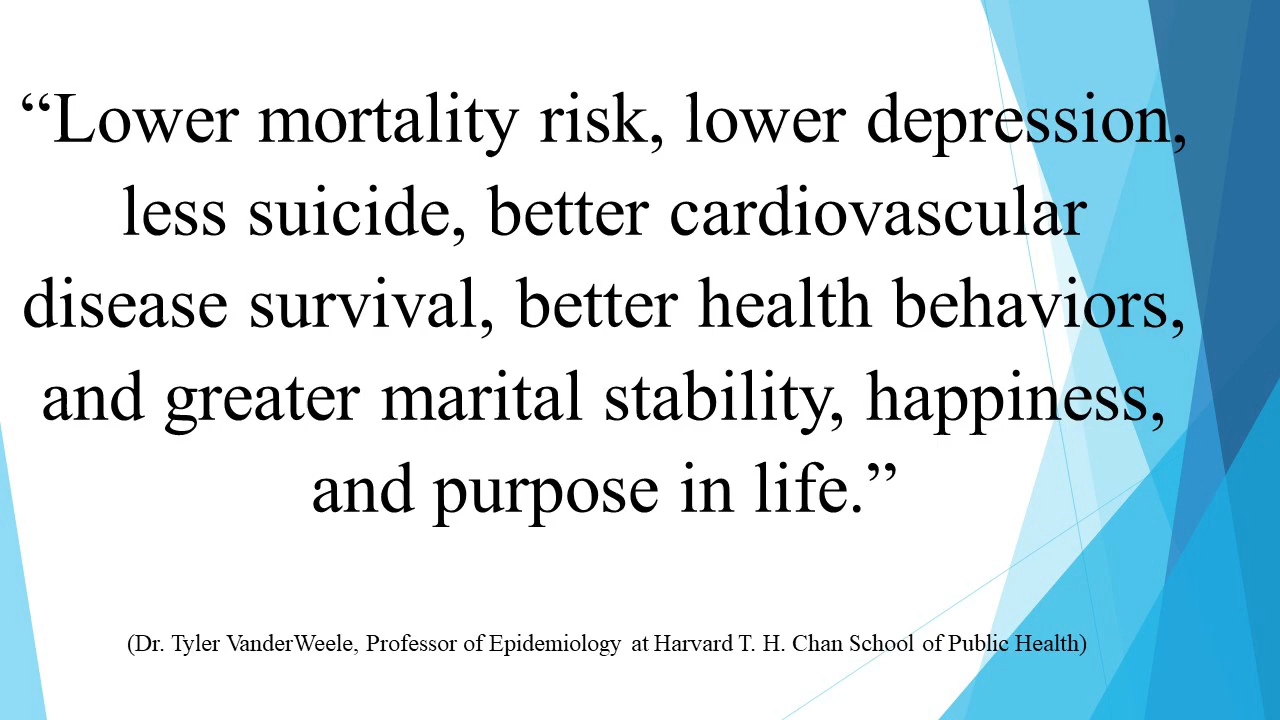 “Lower mortality risk, lower depression,
less suicide, better cardiovascular
disease survival, better health behaviors,
and greater marital stability, happiness,
and purpose in life.”
(Dr. Tyler VanderWeele, Professor of Epidemiology at Harvard T. H. Chan School of Public Health)